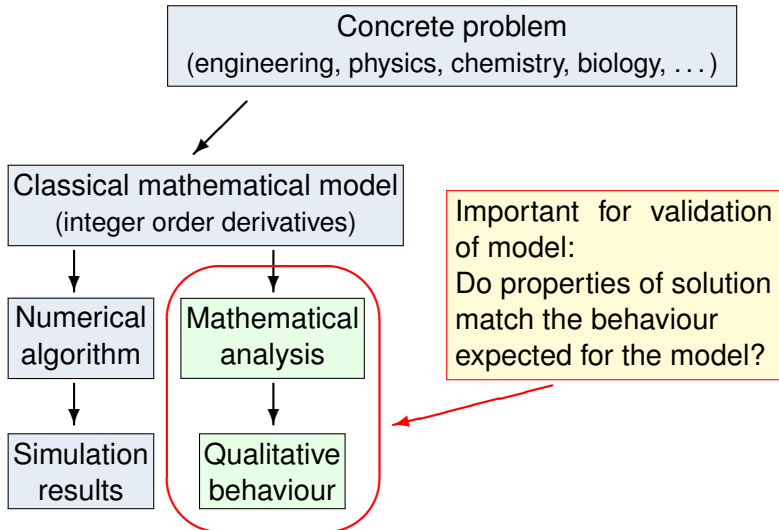 Concrete problem
(engineering, physics, chemistry, biology, . . . )
Classical mathematical model
(integer order derivatives)
Important for validation
of model:
Do properties of solution
match the behaviour
expected for the model?
Numerical
algorithm
Mathematical
analysis
Simulation
results
Qualitative
behaviour